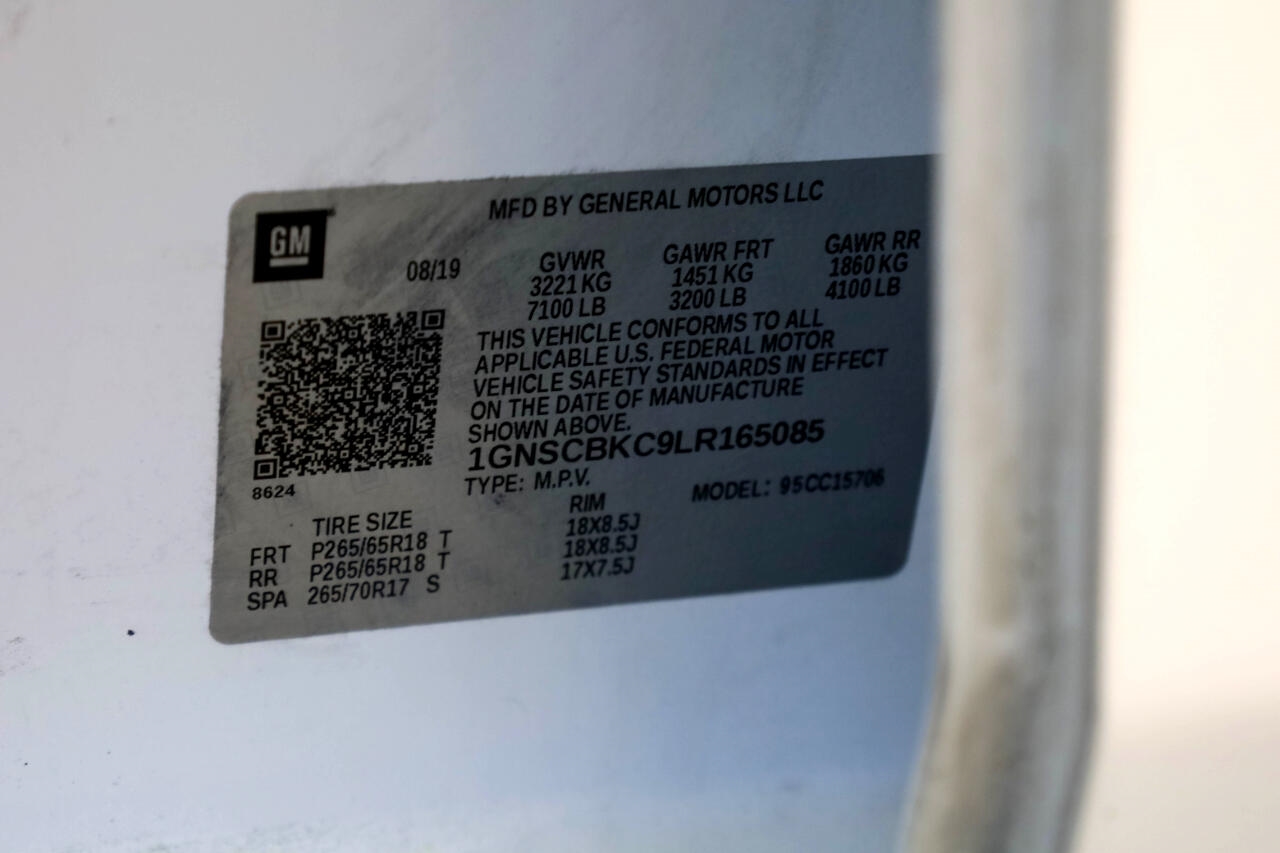 MFD BY GENERAL MOTORS LLC
GM
08/19
GVWR GAWR FRT GAWR RR
3221 KG 1451 KG 1860 KG
7100 LB 3200 LB 4100 LB
THIS VEHICLE CONFORMS TO ALL
APPLICABLE U.S. FEDERAL MOTOR
VEHICLE SAFETY STANDARDS IN EFFECT
ON THE DATE OF MANUFACTURE
SHOWN ABOVE.
1GNSCBKC9LR165085
TYPE: M.P.V. MODEL: 95CC15706
8624
TIRE SIZE RIM
FRT P265/65R18 T 18X8.5J
RR P265/65R18 T 18X8.5J
SPA 265/70R17 S 17X7.5J